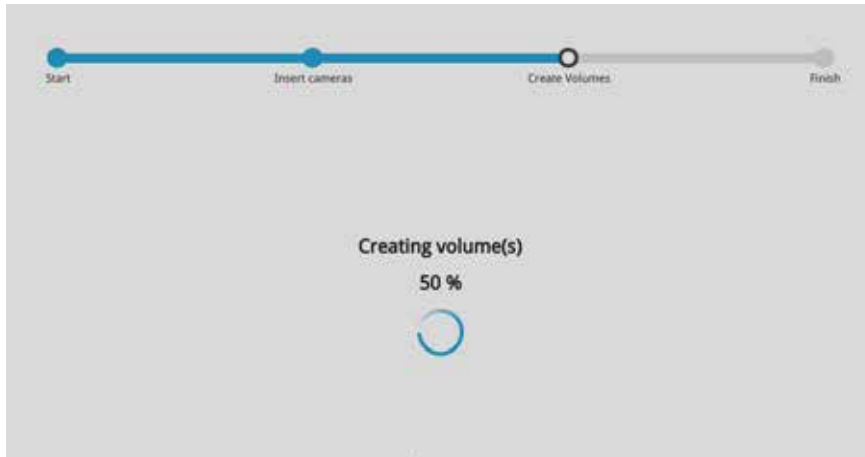 Start
Insert cameras
Create Volumes
Finish
Creating volume(s)
50 %